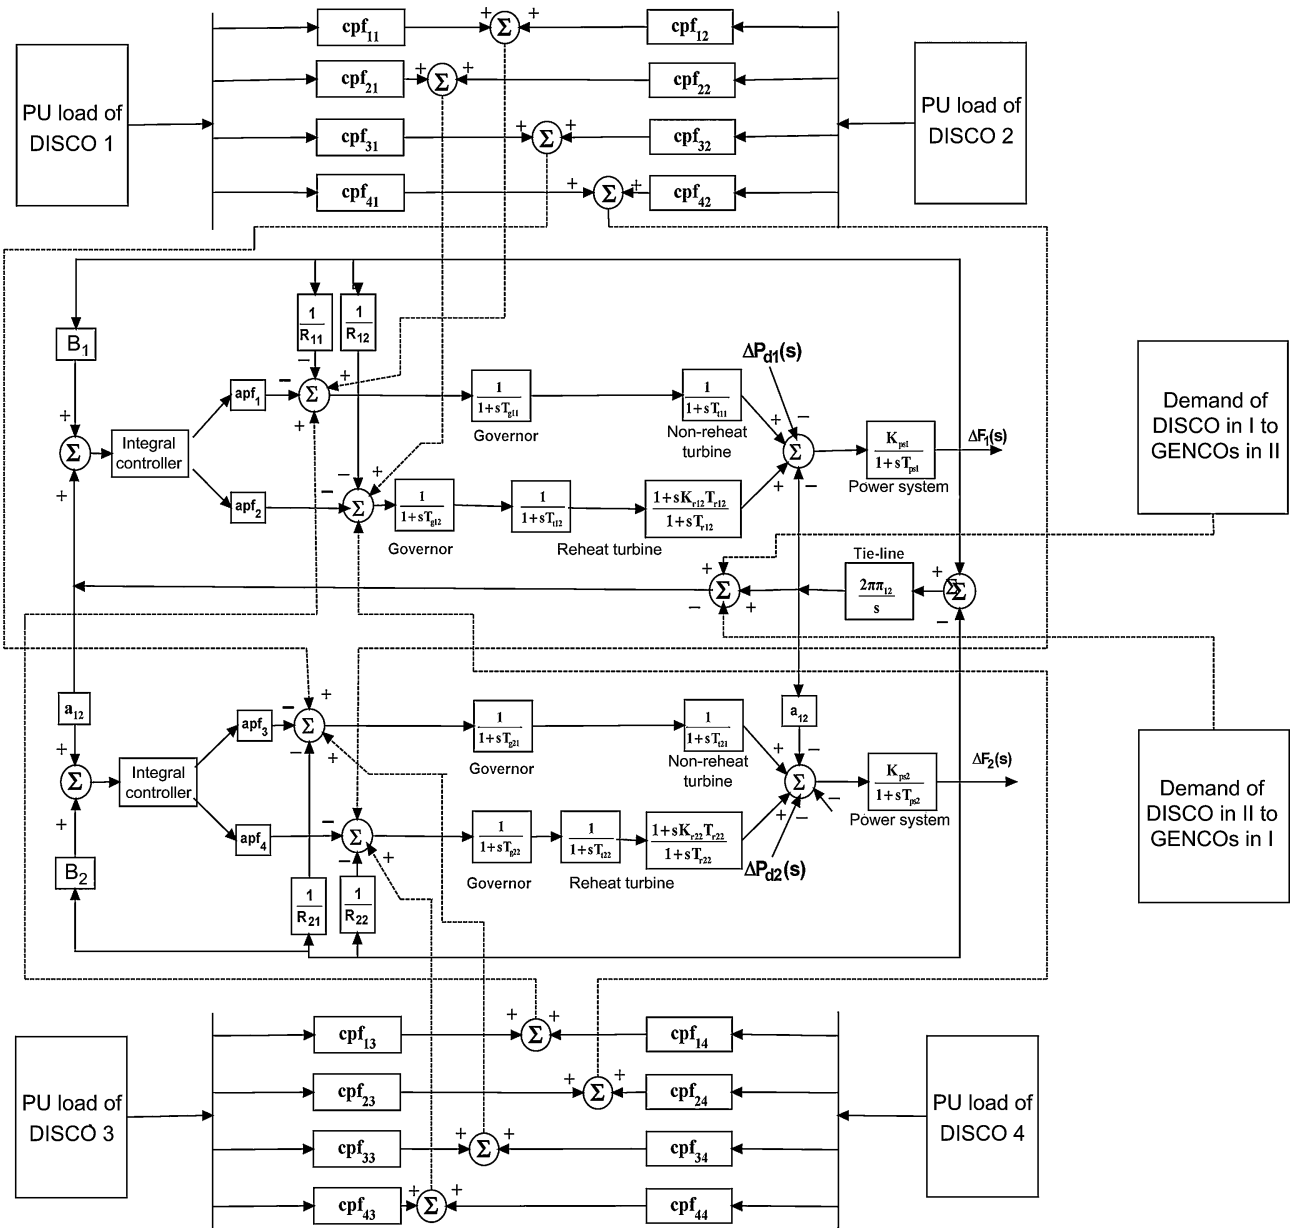 cpf11 + Σ + cpf12
PU load of
DISCO 1
cpf21 + Σ + cpf22
PU load of
DISCO 2
cpf31 + Σ + cpf32
cpf41 + Σ + cpf42
B1
1
R11
1
R12
− − + +
ΔPd1(s)
Demand of
DISCO in I to
GENCOs in II
+ Σ +
Integral
controller
apf1
− Σ
1
1+sTg11
Governor
1
1+sTt11
Non-reheat
turbine
+ − Σ + −
Kps1
1+sTps1
Power system
ΔF1(s)
apf2
− Σ
1
1+sTg12
Governor
1
1+sTt12
Reheat turbine
1+sKr12Tr12
1+sTr12
+ Σ − +
Tie-line
2ππ12
s
+ Σ −
a12
apf3
− Σ + − +
1
1+sTg21
Governor
1
1+sTt21
Non-reheat
turbine
a12
+ − Σ + − −
Kps2
1+sTps2
Power system
ΔF2(s)
+ Σ +
Integral
controller
apf4
− Σ − +
1
1+sTg22
Governor
1
1+sTt22
Reheat turbine
1+sKr22Tr22
1+sTr22
ΔPd2(s)
Demand of
DISCO in II to
GENCOs in I
B2
1
R21
1
R22
cpf13 + Σ + cpf14
PU load of
DISCO 3
cpf23 + Σ + cpf24
PU load of
DISCO 4
cpf33 + Σ + cpf34
cpf43 + Σ + cpf44